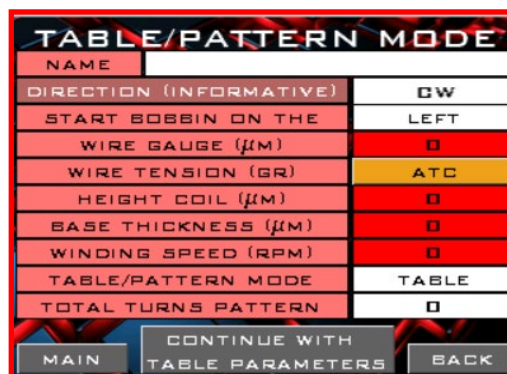 TABLE/PATTERN MODE
NAME
DIRECTION (INFORMATIVE) CW
START BOBBIN ON THE LEFT
WIRE GAUGE (µM) 0
WIRE TENSION (GR) ATC
HEIGHT COIL (µM) 0
BASE THICKNESS (µM) 0
WINDING SPEED (RPM) 0
TABLE/PATTERN MODE TABLE
TOTAL TURNS PATTERN 0
CONTINUE WITH
MAIN TABLE PARAMETERS BACK